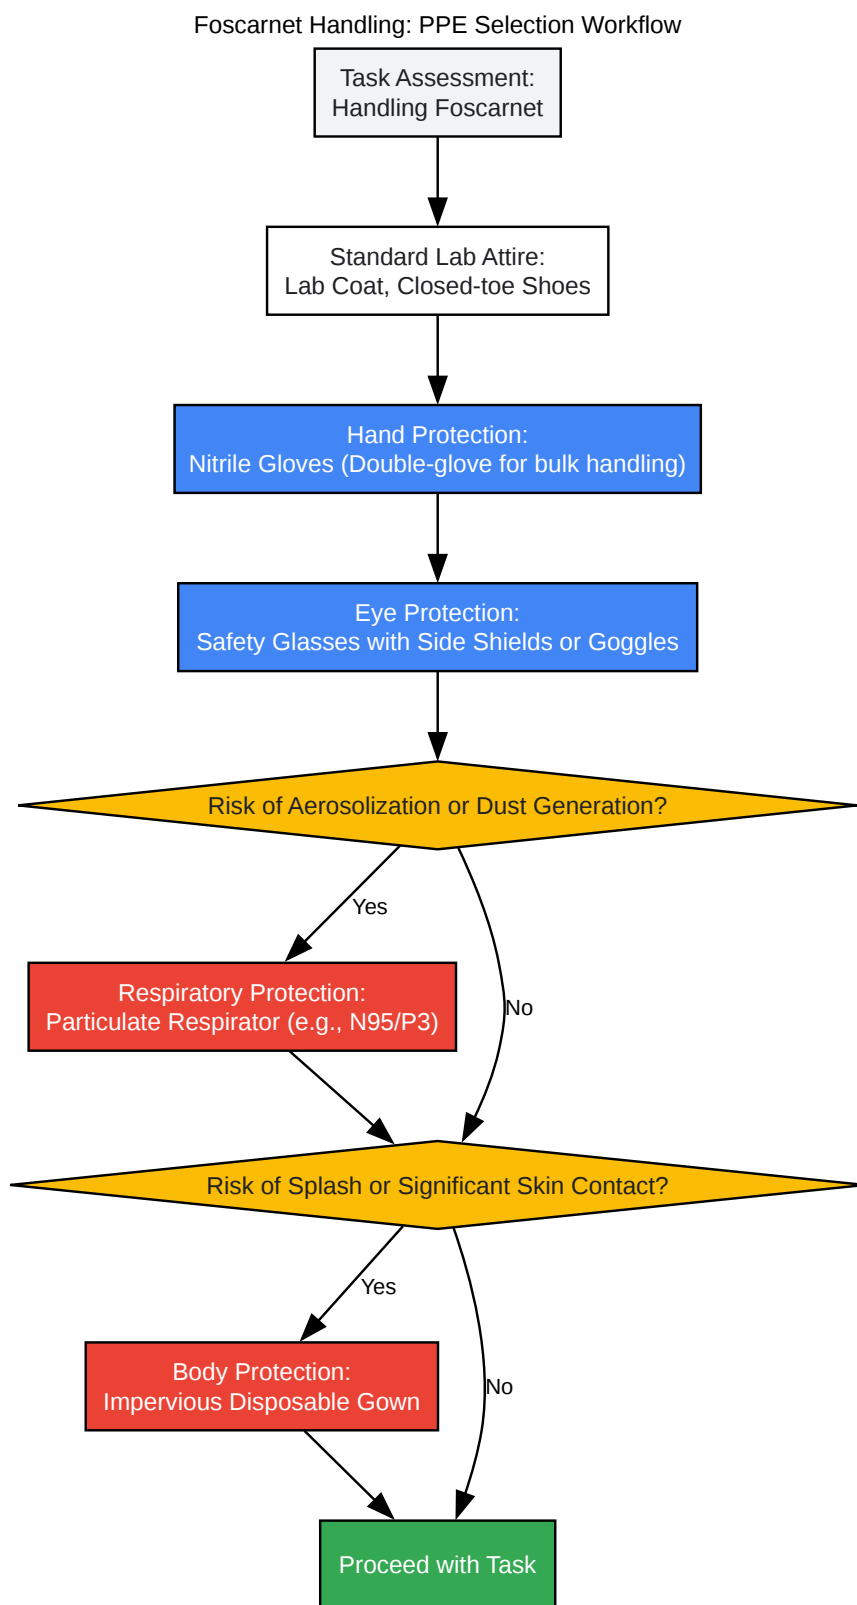 Foscarnet Handling: PPE Selection Workflow
Task Assessment:
Handling Foscarnet
Standard Lab Attire:
Lab Coat, Closed-toe Shoes
Hand Protection:
Nitrile Gloves (Double-glove for bulk handling)
Eye Protection:
Safety Glasses with Side Shields or Goggles
Risk of Aerosolization or Dust Generation?
Yes
Respiratory Protection:
Particulate Respirator (e.g., N95/P3)
No
Risk of Splash or Significant Skin Contact?
Yes
Body Protection:
Impervious Disposable Gown
No
Proceed with Task